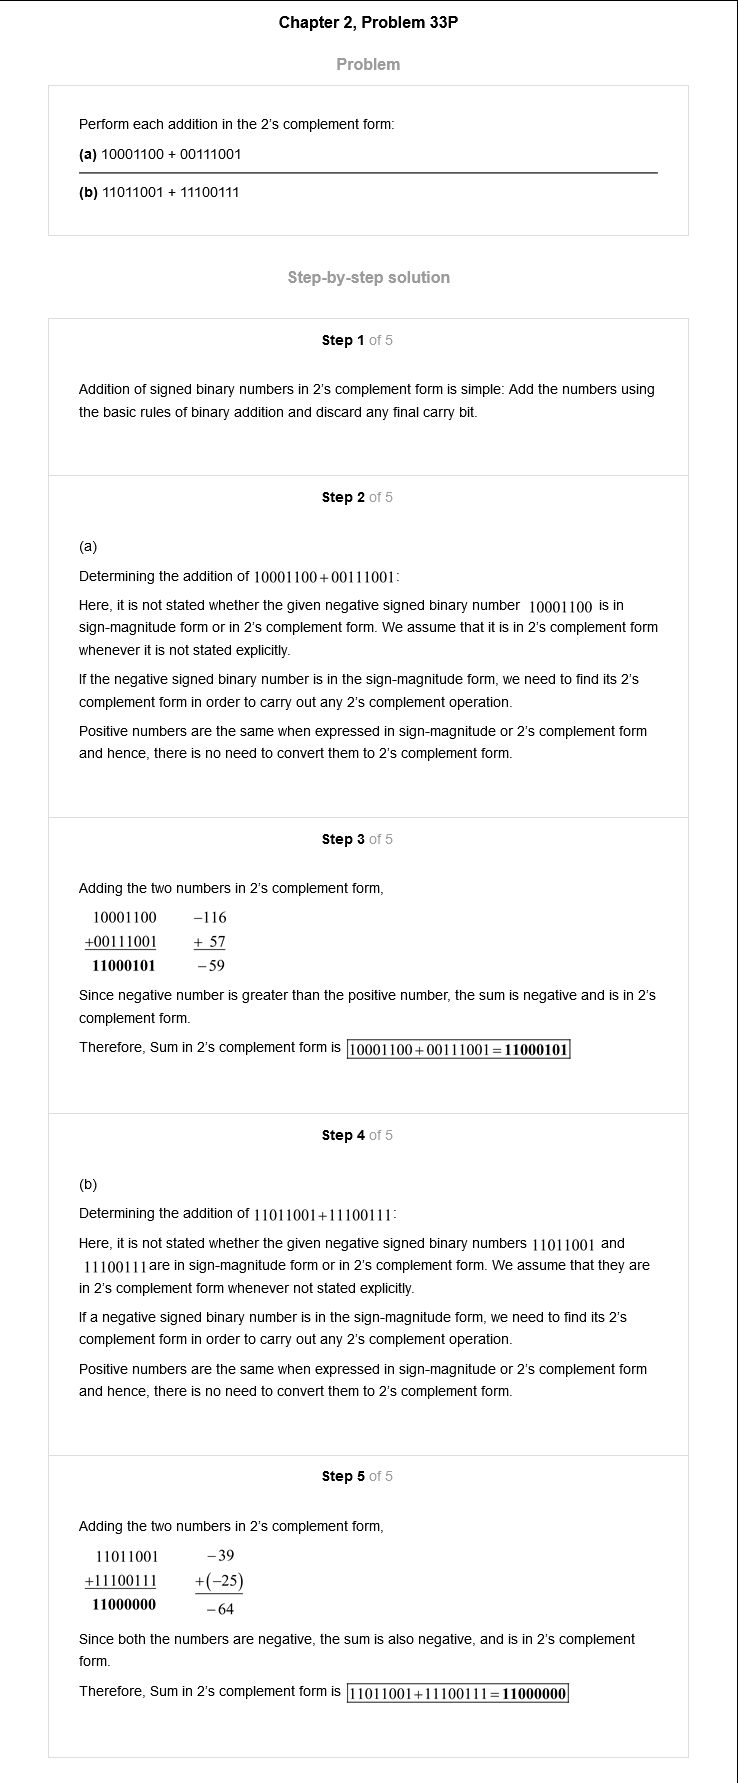 Chapter 2, Problem 33P
Problem
Perform each addition in the 2's complement form:
(a) 10001100 + 00111001
(b) 11011001 + 11100111
Step-by-step solution
Step 1 of 5
Addition of signed binary numbers in 2's complement form is simple: Add the numbers using
the basic rules of binary addition and discard any final carry bit.
Step 2 of 5
(a)
Determining the addition of 10001100+00111001:
Here, it is not stated whether the given negative signed binary number 10001100 is in
sign-magnitude form or in 2's complement form. We assume that it is in 2's complement form
whenever it is not stated explicitly.
If the negative signed binary number is in the sign-magnitude form, we need to find its 2's
complement form in order to carry out any 2's complement operation.
Positive numbers are the same when expressed in sign-magnitude or 2's complement form
and hence, there is no need to convert them to 2's complement form.
Step 3 of 5
Adding the two numbers in 2's complement form,
10001100 −116
+00111001 + 57
11000101 −59
Since negative number is greater than the positive number, the sum is negative and is in 2's
complement form.
Therefore, Sum in 2's complement form is 10001100+00111001=11000101
Step 4 of 5
(b)
Determining the addition of 11011001+11100111:
Here, it is not stated whether the given negative signed binary numbers 11011001 and
11100111 are in sign-magnitude form or in 2's complement form. We assume that they are
in 2's complement form whenever not stated explicitly.
If a negative signed binary number is in the sign-magnitude form, we need to find its 2's
complement form in order to carry out any 2's complement operation.
Positive numbers are the same when expressed in sign-magnitude or 2's complement form
and hence, there is no need to convert them to 2's complement form.
Step 5 of 5
Adding the two numbers in 2's complement form,
11011001 −39
+11100111 +(−25)
11000000 −64
Since both the numbers are negative, the sum is also negative, and is in 2's complement
form.
Therefore, Sum in 2's complement form is 11011001+11100111=11000000